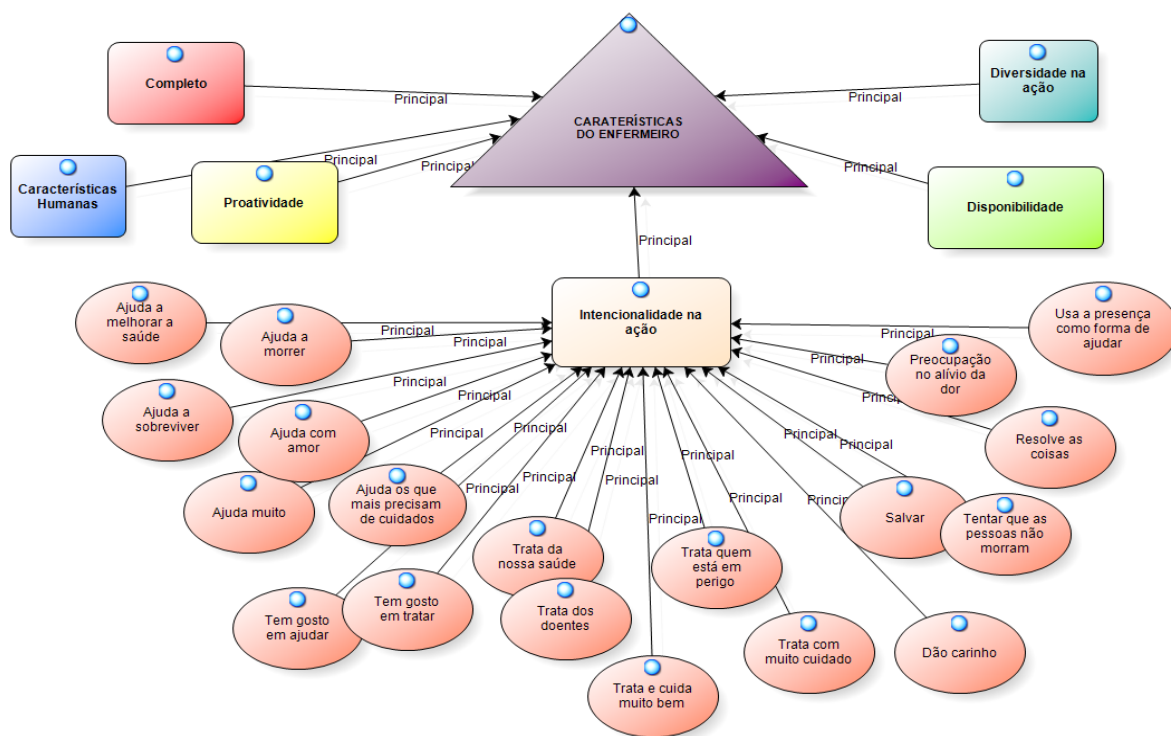 Completo
Principal
CARATERÍSTICAS
DO ENFERMEIRO
Principal
Diversidade na
ação
Principal
Características
Humanas
Principal
Proatividade
Principal
Disponibilidade
Principal
Intencionalidade na
ação
Ajuda a
melhorar a
saúde
Principal
Ajuda a
morrer
Principal
Usa a presença
como forma de
ajudar
Principal
Preocupação
no alívio da
dor
Principal
Ajuda a
sobreviver
Principal
Ajuda com
amor
Principal
Resolve as
coisas
Ajuda muito
Principal
Ajuda os que
mais precisam
de cuidados
Principal
Principal
Principal
Principal
Principal
Principal
Principal
Principal
Principal
Salvar
Tentar que as
pessoas não
morram
Trata da
nossa saúde
Trata quem
está em
perigo
Tem gosto
em ajudar
Tem gosto
em tratar
Trata dos
doentes
Trata com
muito cuidado
Dão carinho
Trata e cuida
muito bem